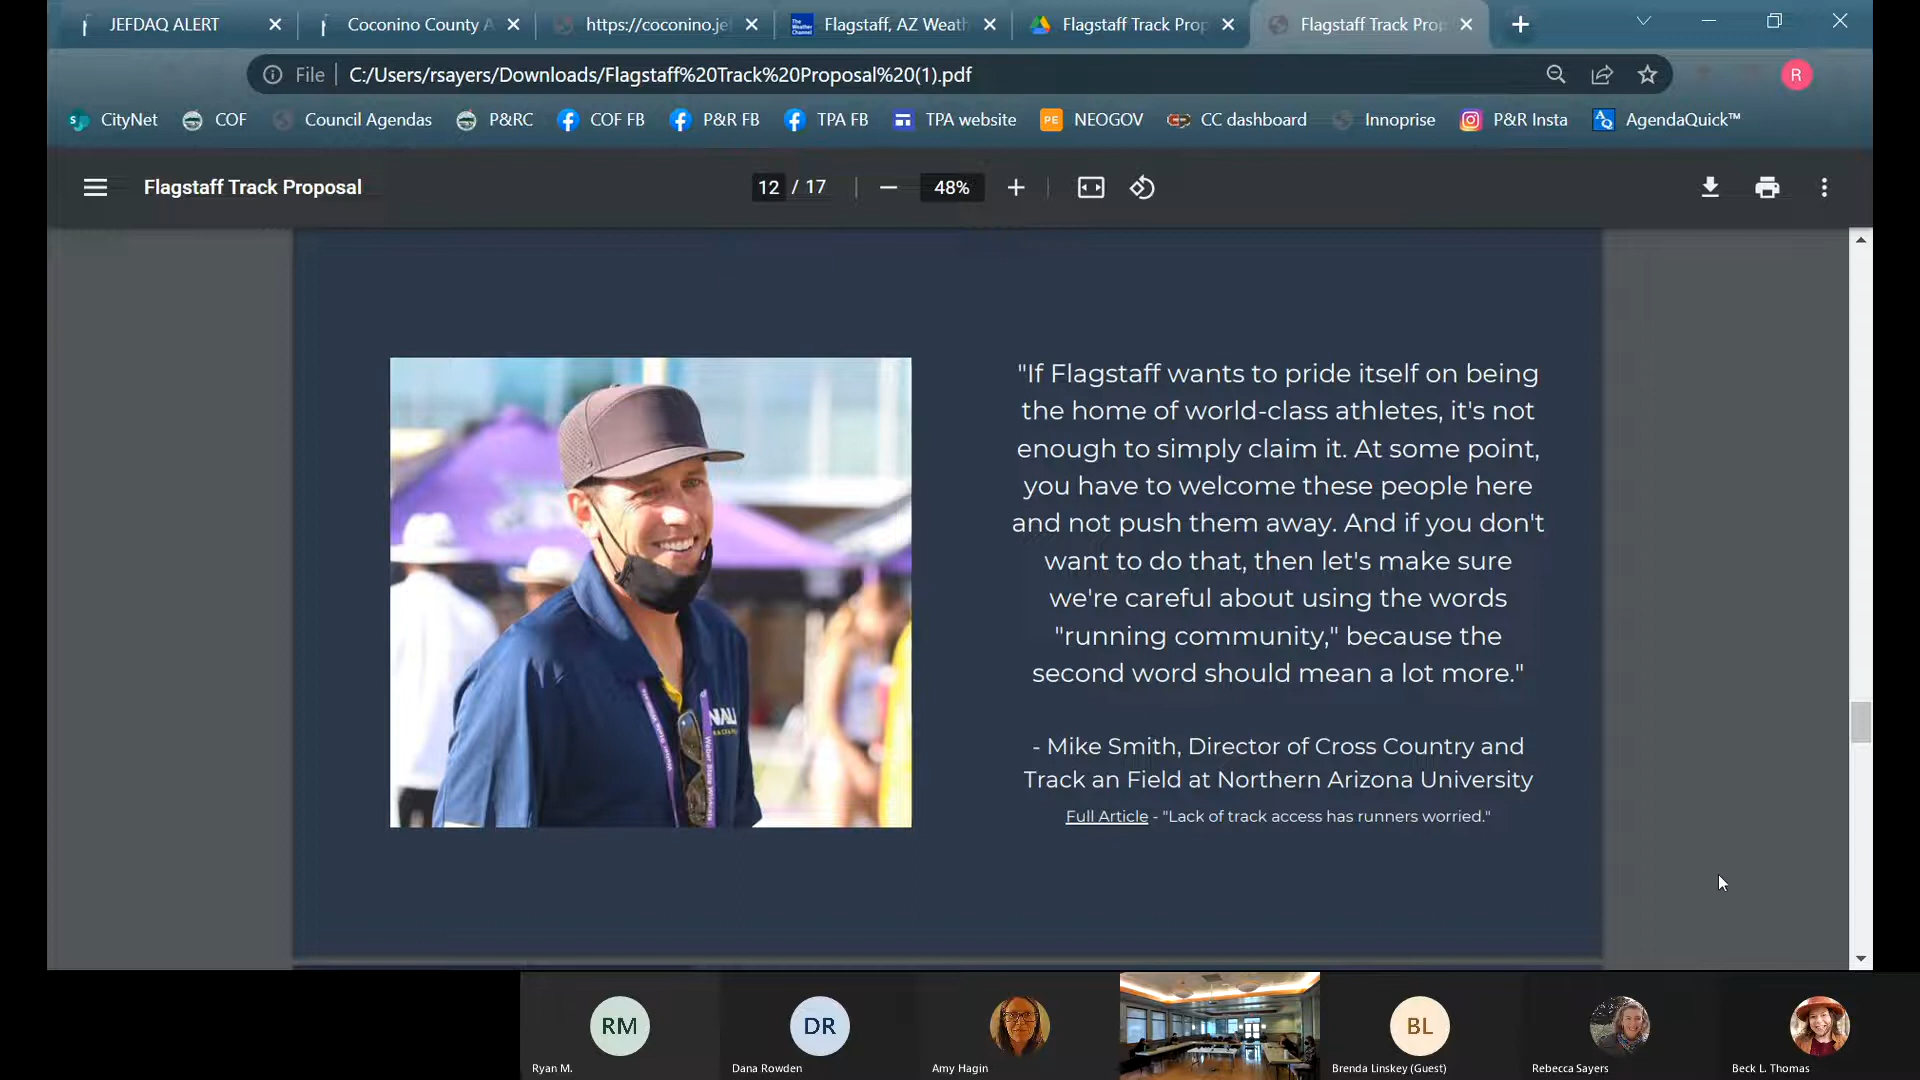 JEFDAQ ALERT
Coconino County A
https://coconino.je
Flagstaff, AZ Weath
Flagstaff Track Prop
Flagstaff Track Prop
File
C:/Users/rsayers/Downloads/Flagstaff%20Track%20Proposal%20(1).pdf
R
CityNet
COF
Council Agendas
P&RC
COF FB
P&R FB
TPA FB
TPA website
PE
NEOGOV
CC dashboard
Innoprise
P&R Insta
AgendaQuick™
Flagstaff Track Proposal
12 / 17
48%
"If Flagstaff wants to pride itself on being
the home of world-class athletes, it's not
enough to simply claim it. At some point,
you have to welcome these people here
and not push them away. And if you don't
want to do that, then let's make sure
we're careful about using the words
"running community," because the
second word should mean a lot more."
- Mike Smith, Director of Cross Country and
Track an Field at Northern Arizona University
Full Article - "Lack of track access has runners worried."
NAU
RM
DR
BL
Ryan M.
Dana Rowden
Amy Hagin
Brenda Linskey (Guest)
Rebecca Sayers
Beck L. Thomas